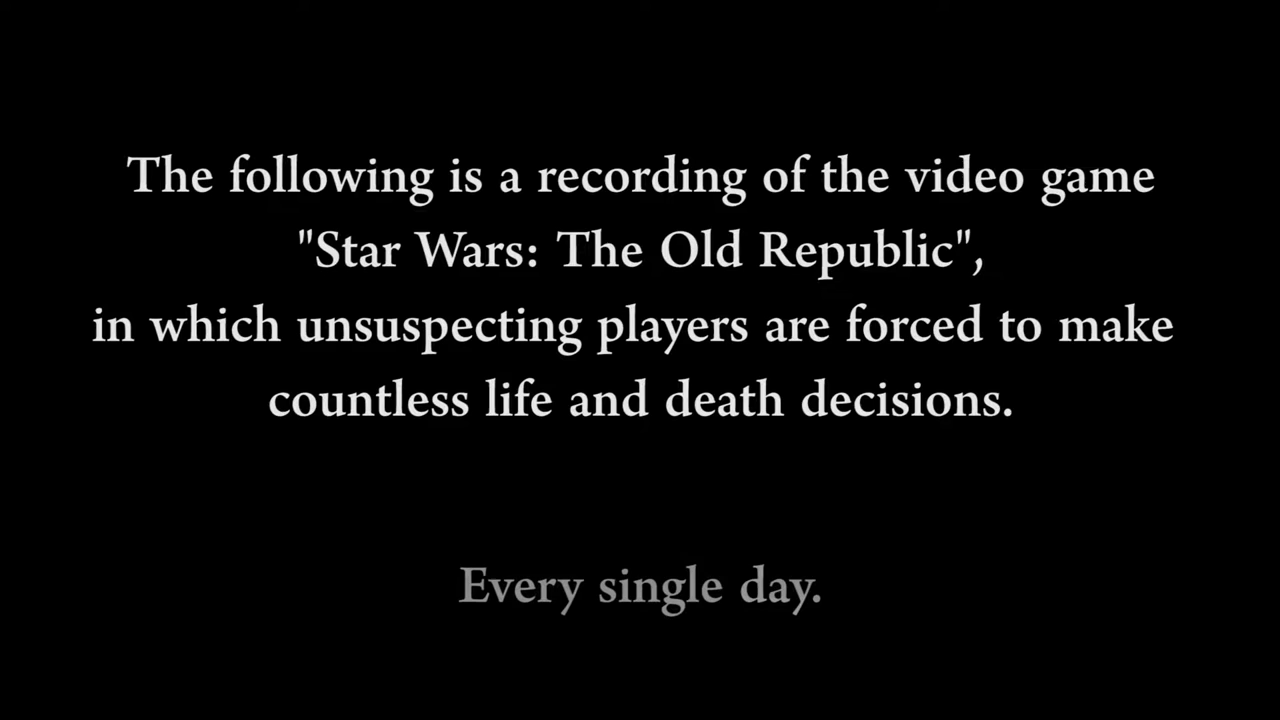 The following is a recording of the video game
"Star Wars: The Old Republic",
in which unsuspecting players are forced to make
countless life and death decisions.
Every single day.